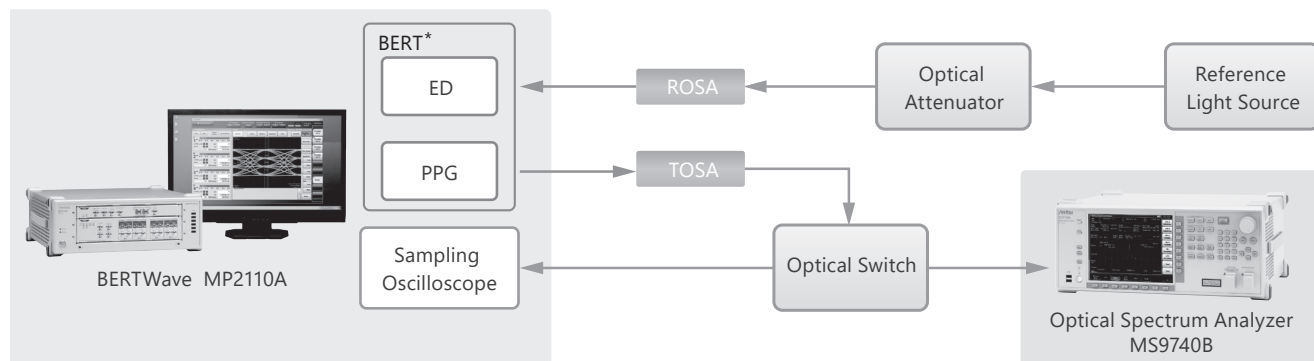 BERT*
ED
PPG
ROSA
TOSA
Optical
Attenuator
Reference
Light Source
Sampling
Oscilloscope
Optical Switch
BERTWave MP2110A
Optical Spectrum Analyzer
MS9740B